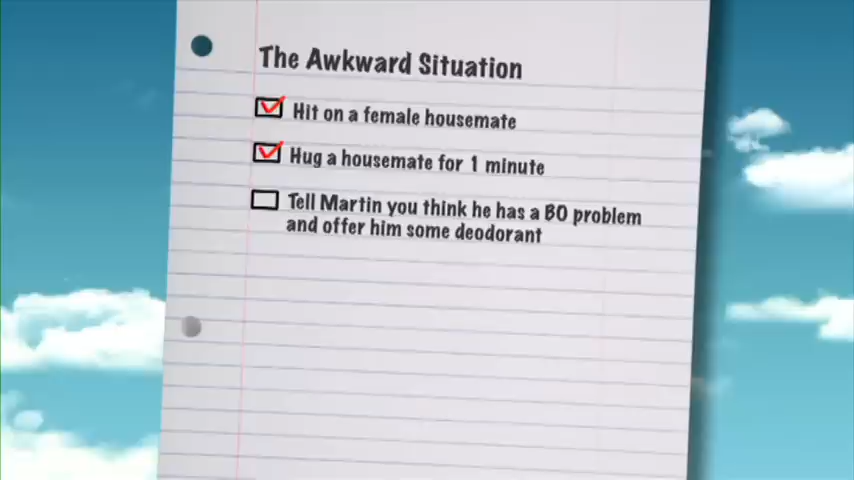 The Awkward Situation
Hit on a female housemate
Hug a housemate for 1 minute
Tell Martin you think he has a BO problem
and offer him some deodorant